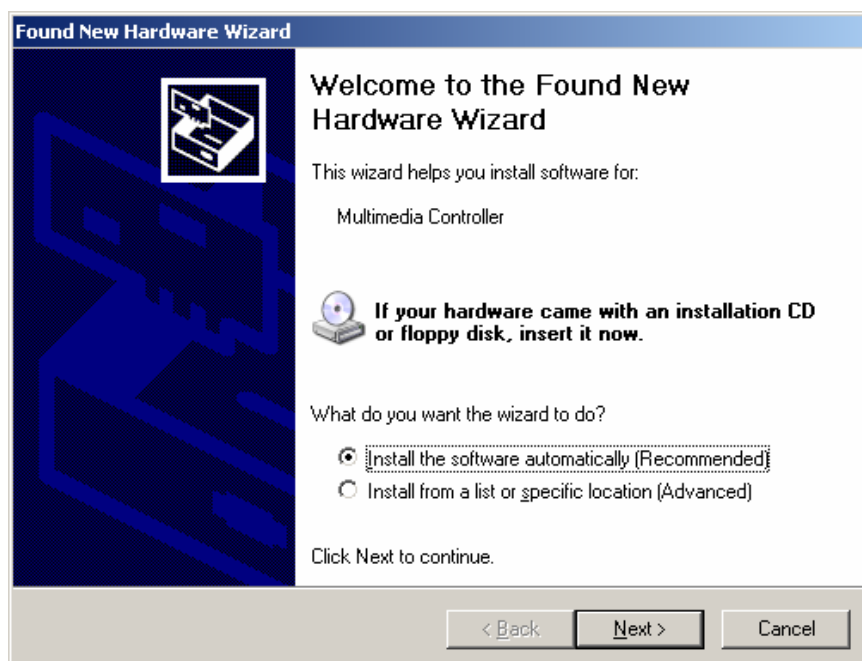 Found New Hardware Wizard
Welcome to the Found New
Hardware Wizard
This wizard helps you install software for:
Multimedia Controller
If your hardware came with an installation CD
or floppy disk, insert it now.
What do you want the wizard to do?
Install the software automatically (Recommended)
Install from a list or specific location (Advanced)
Click Next to continue.
< Back Next > Cancel